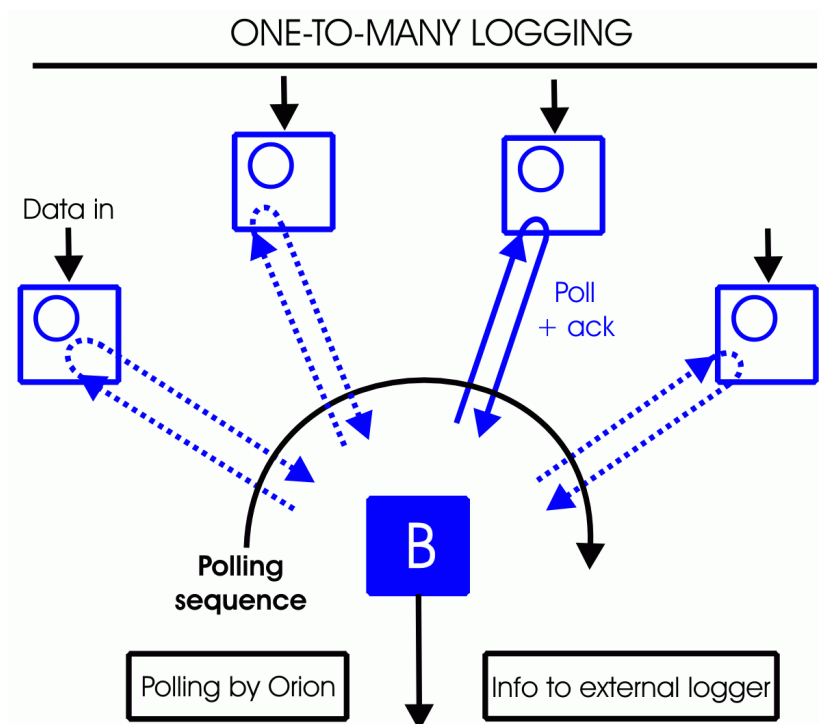 ONE-TO-MANY LOGGING
Data in
Poll
+ ack
B
Polling
sequence
Polling by Orion
Info to external logger